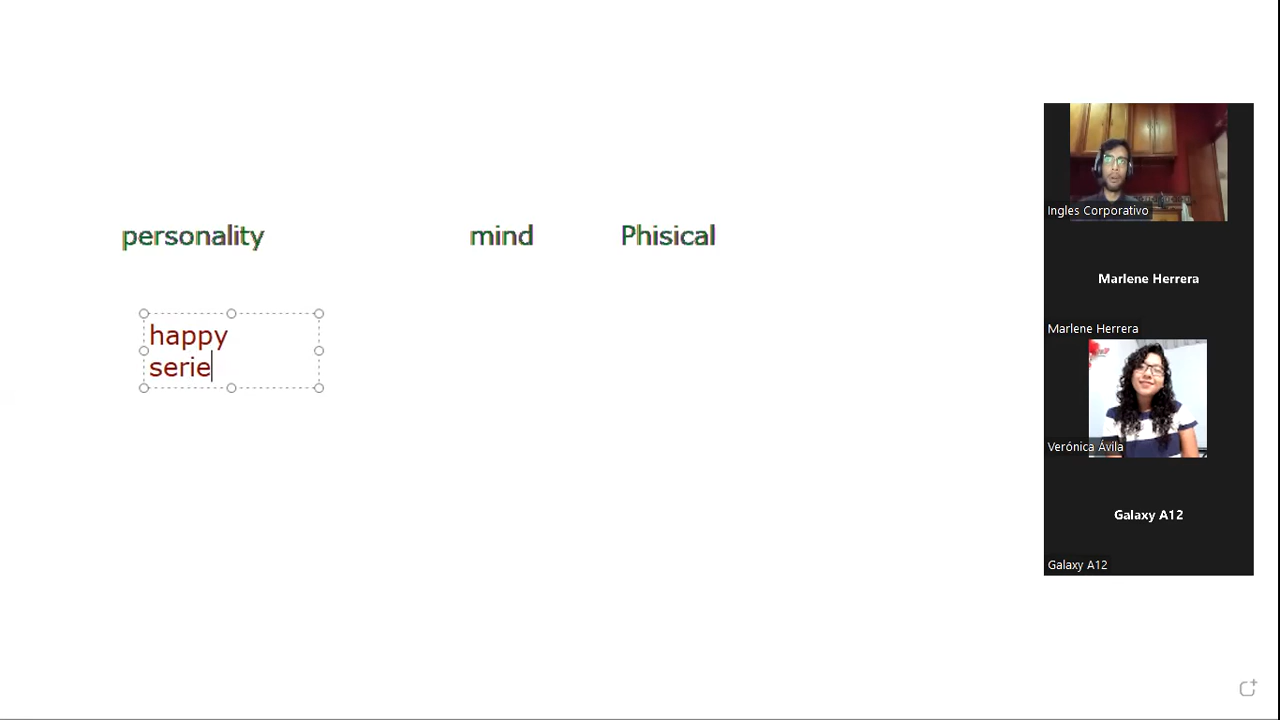 personality mind Phisical
happy
serie
Ingles Corporativo
Marlene Herrera
Marlene Herrera
Verónica Ávila
Galaxy A12
Galaxy A12